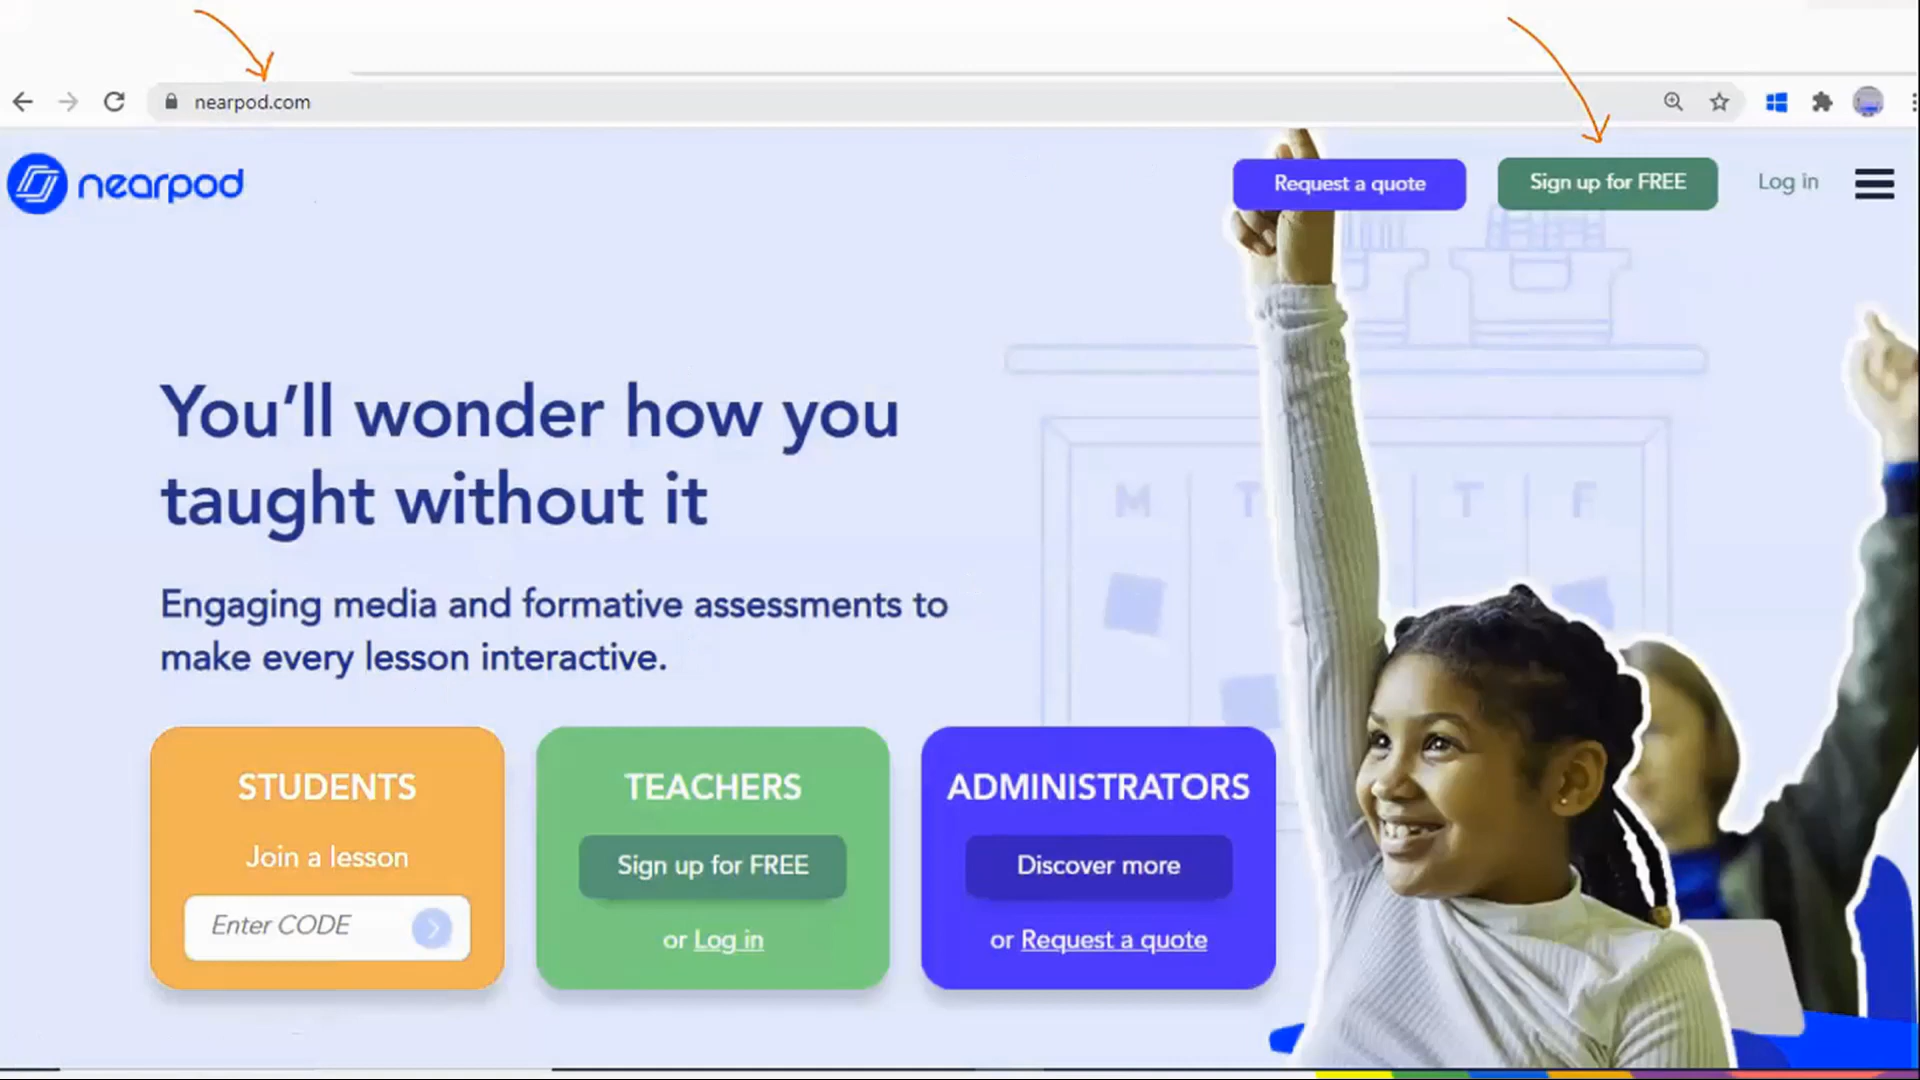 nearpod.com
nearpod
Request a quote
Sign up for FREE
Log in
You'll wonder how you
taught without it
M T T F
Engaging media and formative assessments to
make every lesson interactive.
STUDENTS
Join a lesson
Enter CODE
TEACHERS
Sign up for FREE
or Log in
ADMINISTRATORS
Discover more
or Request a quote